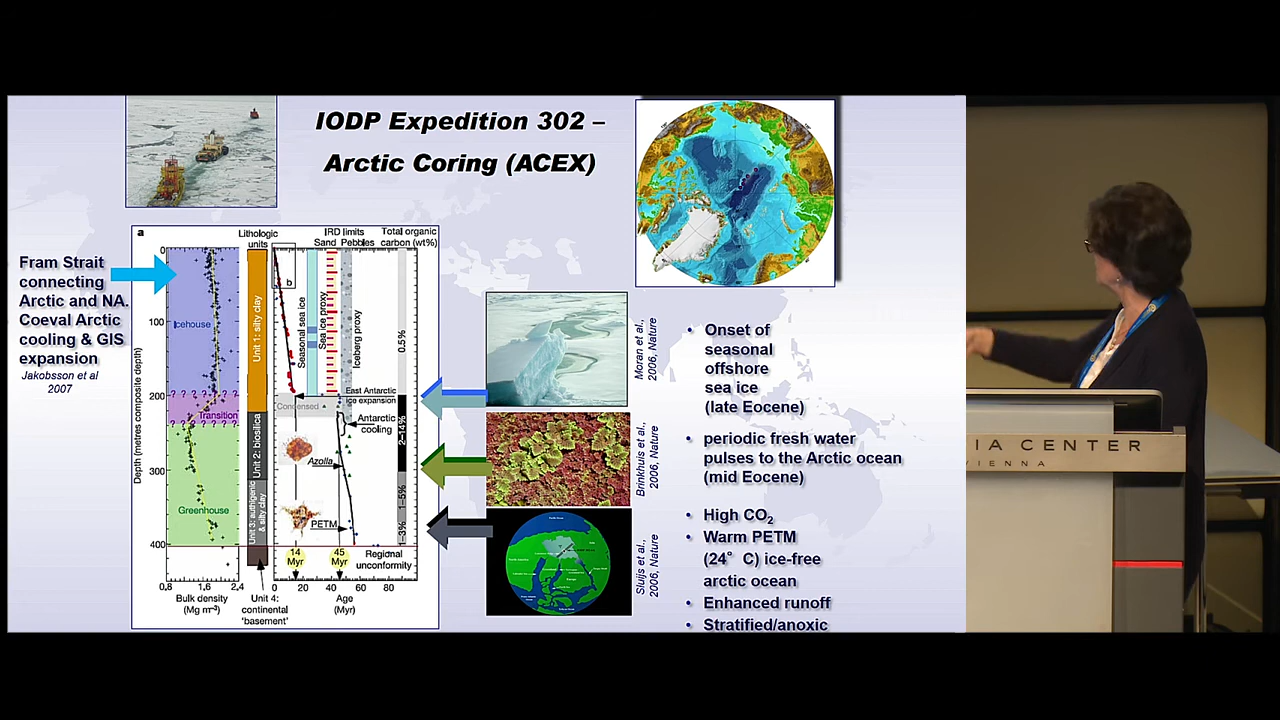 IODP Expedition 302 –
Arctic Coring (ACEX)
Fram Strait
connecting
Arctic and NA.
Coeval Arctic
cooling & GIS
expansion
Jakobsson et al
2007
a
Lithologic
units
IRD limits
Sand Pebbles
Total organic
carbon (wt%)
0
100
200
300
400
Depth (metres composite depth)
Icehouse
? ? ? ? ? ? ?
Transition
? ? ? ? ? ? ?
Greenhouse
Unit 1: silty clay
Unit 2: biosilica
Unit 3: authigenic
& silty clay
b
Seasonal sea ice
Sea ice proxy
Iceberg proxy
0.5%
2–14%
1–5%
1–3%
East Antarctic
ice expansion
Condensed
Antarctic
cooling
Azolla
PETM
14
Myr
45
Myr
Regional
unconformity
0,8 1,6 2,4
Bulk density
(Mg m⁻³)
Unit 4:
continental
'basement'
0 20 40 60 80
Age
(Myr)
Moran et al.,
2006, Nature
Brinkhuis et al.,
2006, Nature
Sluijs et al.,
2006, Nature
• Onset of
seasonal
offshore
sea ice
(late Eocene)
• periodic fresh water
pulses to the Arctic ocean
(mid Eocene)
• High CO₂
• Warm PETM
(24° C) ice-free
arctic ocean
• Enhanced runoff
• Stratified/anoxic
IA CENTER
VIENNA